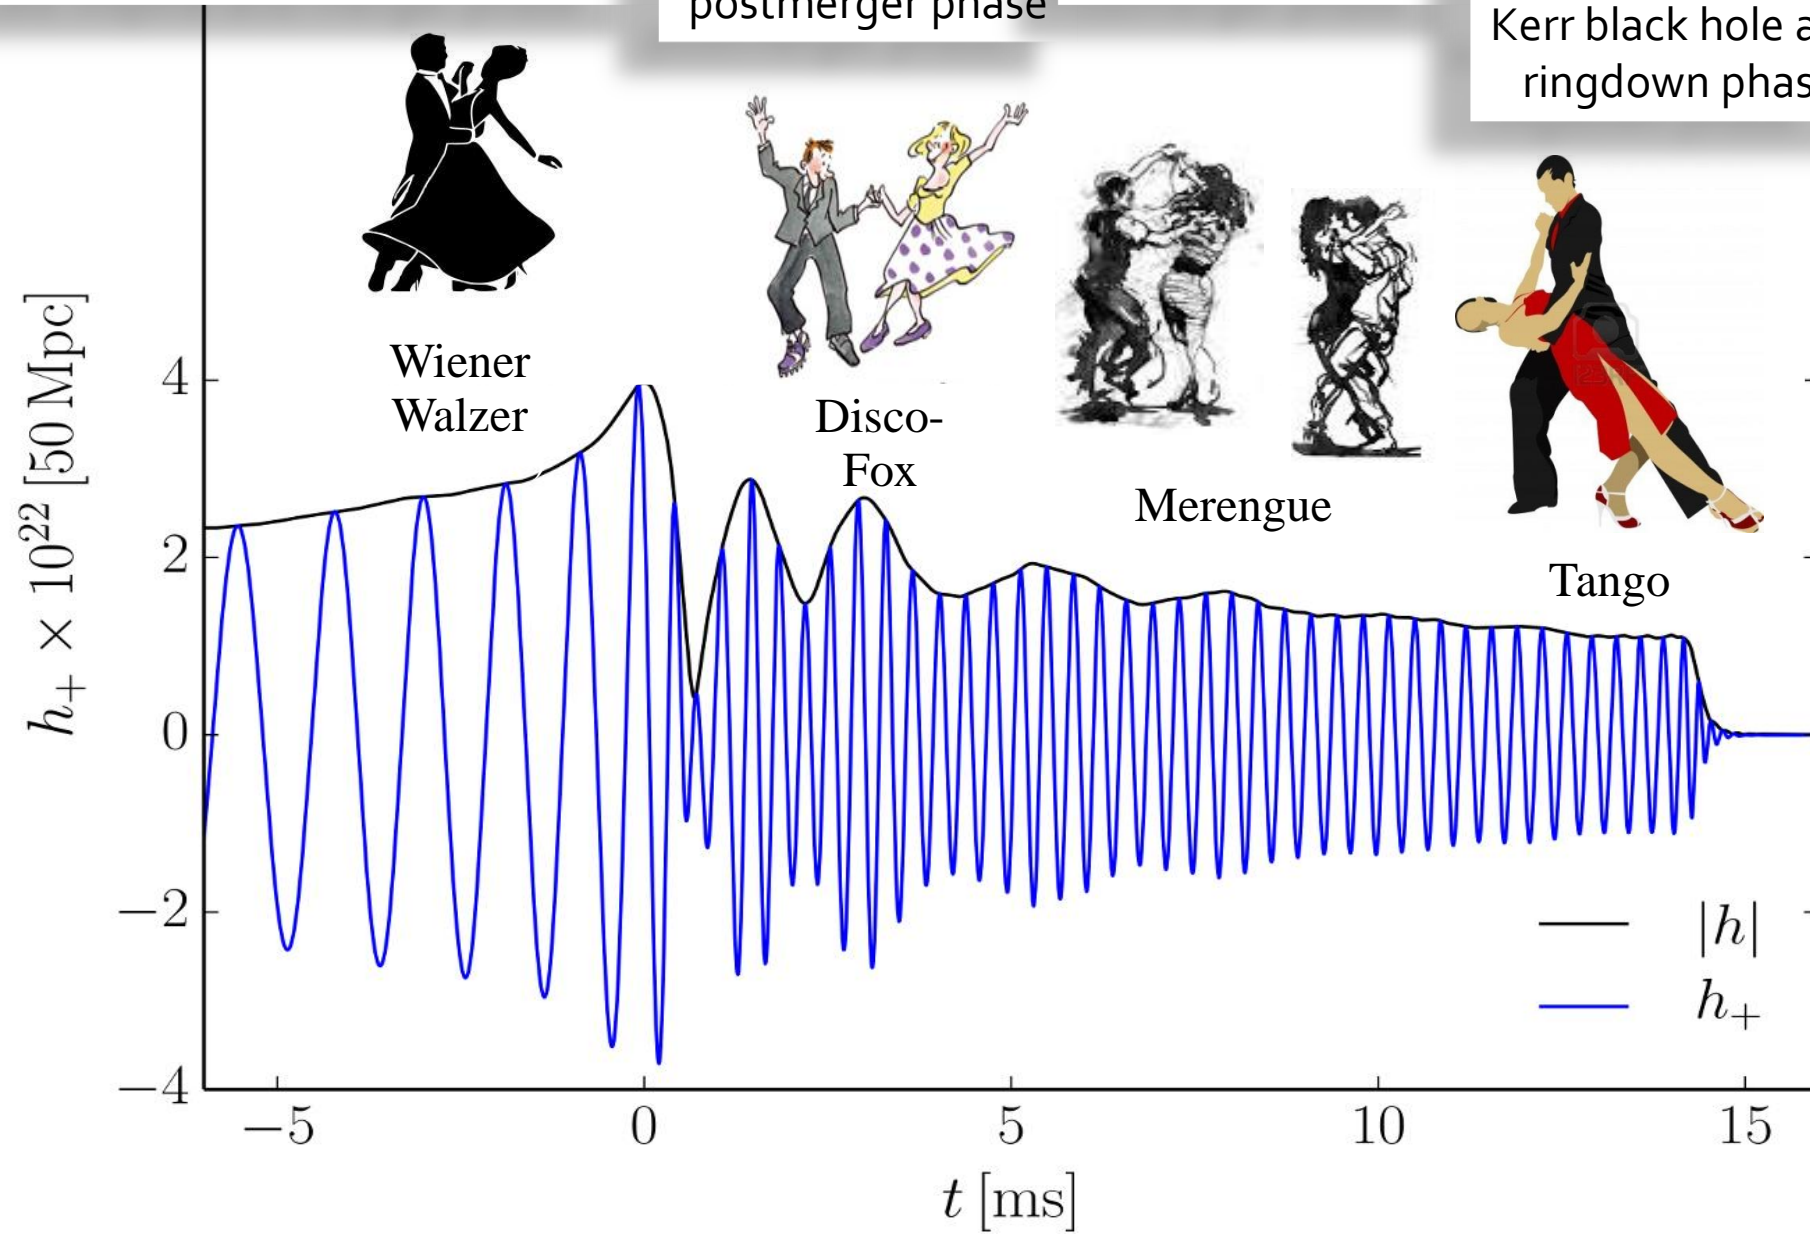 postmerger phase
Kerr black hole a
ringdown phas
Wiener
Walzer
Disco-
Fox
Merengue
Tango
h₊ × 10²² [50 Mpc]
4
2
0
−2
−4
|h|
h₊
−5 0 5 10 15
t [ms]